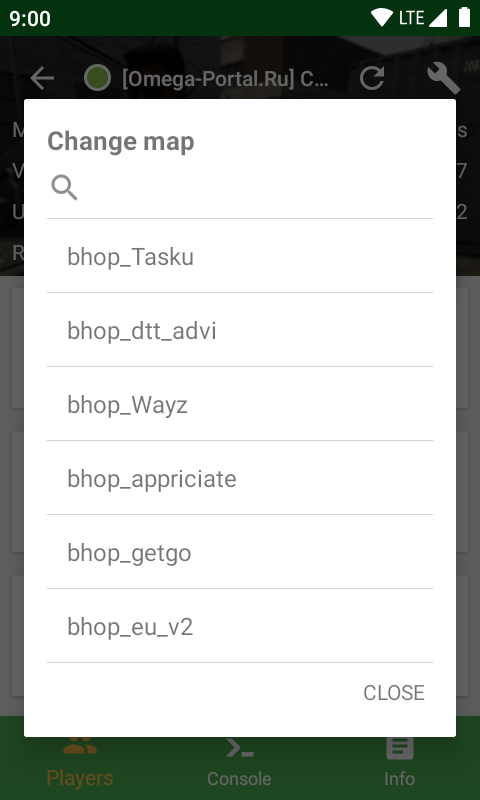 9:00 LTE
[Omega-Portal.Ru] C...
M s
V 7
U 2
R
Change map
bhop_Tasku
bhop_dtt_advi
bhop_Wayz
bhop_appriciate
bhop_getgo
bhop_eu_v2
CLOSE
Players Console Info